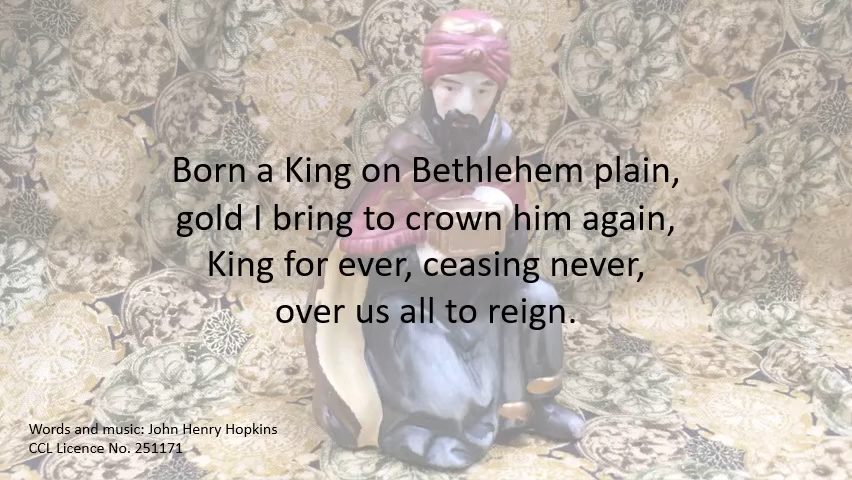 Born a King on Bethlehem plain,
gold I bring to crown him again,
King for ever, ceasing never,
over us all to reign.
Words and music: John Henry Hopkins
CCL Licence No. 251171